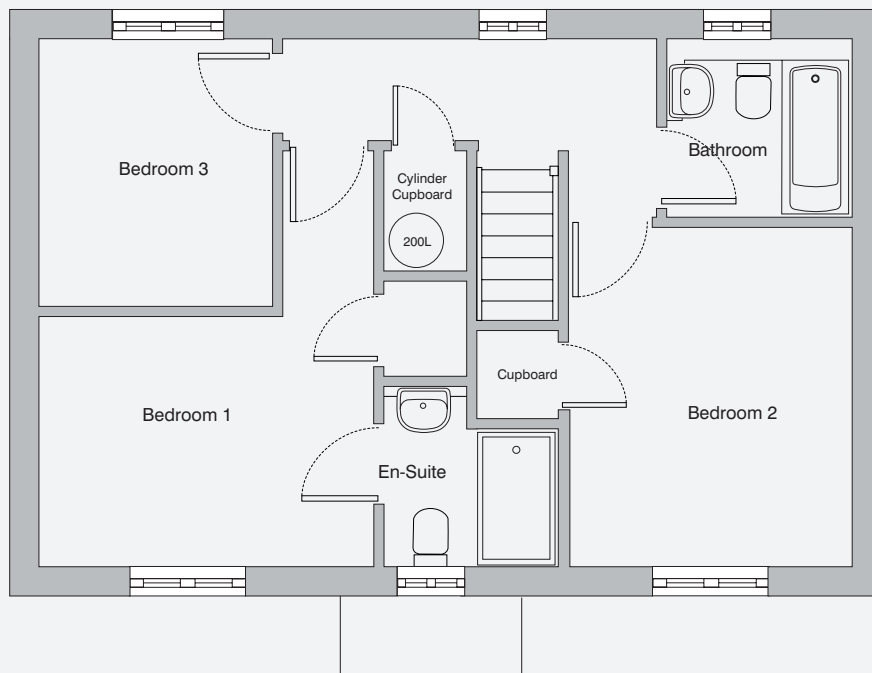 Bedroom 3
Cylinder
Cupboard
200L
Bathroom
Cupboard
Bedroom 1
Bedroom 2
En-Suite